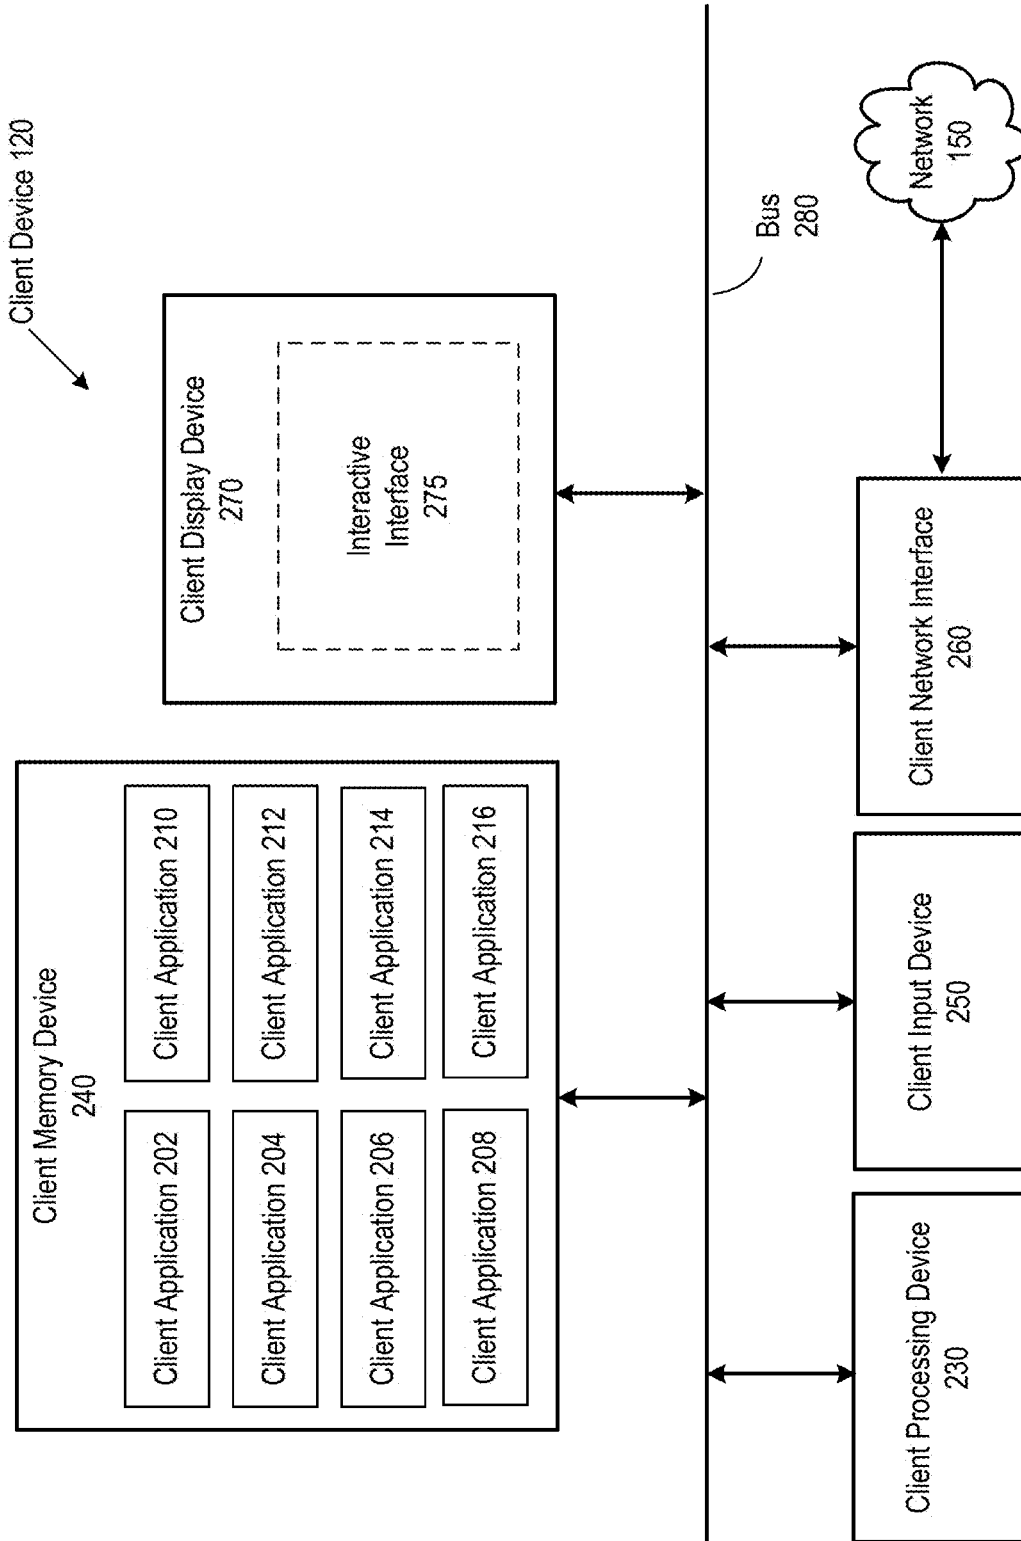 Client Device 120
Client Memory Device
240
Client Application 202
Client Application 210
Client Application 204
Client Application 212
Client Application 206
Client Application 214
Client Application 208
Client Application 216
Client Display Device
270
Interactive
Interface
275
Bus
280
Client Processing Device
230
Client Input Device
250
Client Network Interface
260
Network
150